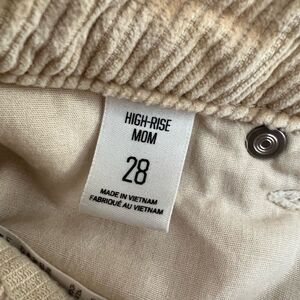 HIGH-RISE
MOM
28
MADE IN VIETNAM
FABRIQUÉ AU VIETNAM